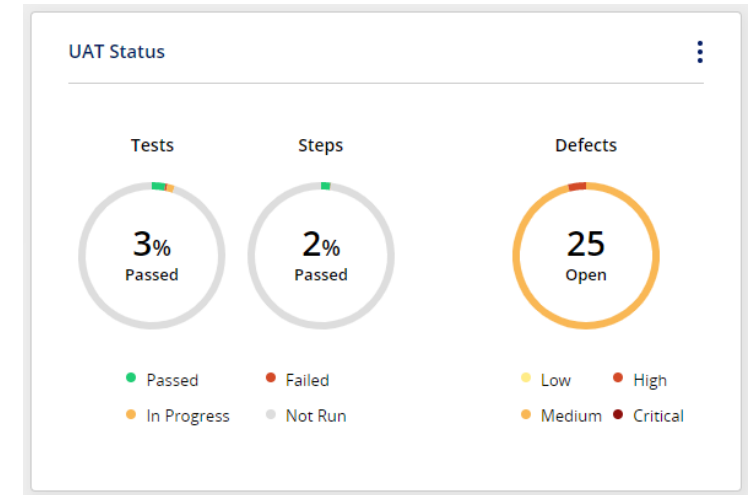 UAT Status
Tests
Steps
Defects
3%
Passed
2%
Passed
25
Open
Passed
Failed
In Progress
Not Run
Low
High
Medium
Critical